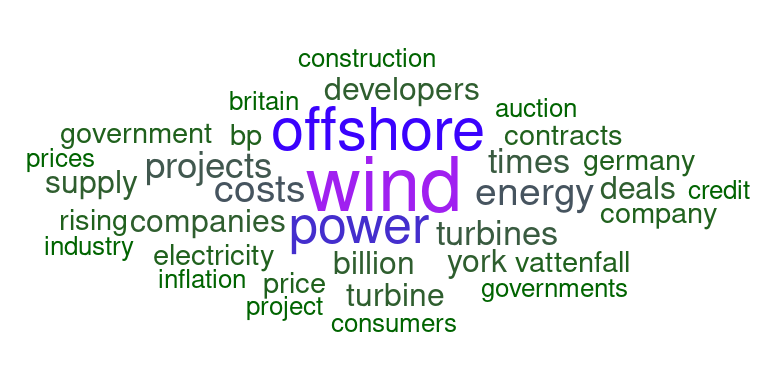 construction
developers
britain
auction
offshore
government
bp
contracts
prices
projects
times
germany
supply
costs
wind
energy
deals
credit
rising
companies
power
turbines
company
industry
electricity
billion
york
vattenfall
inflation
price
turbine
governments
project
consumers